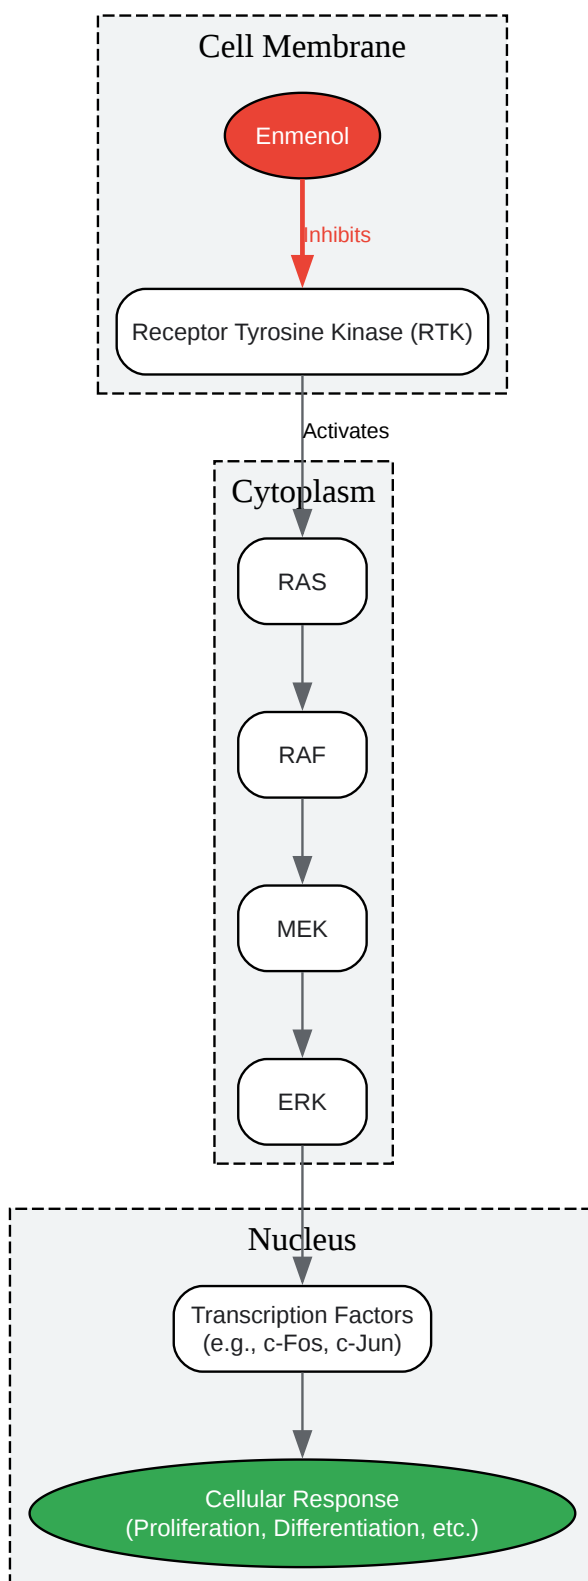 Cell Membrane
Enmenol
Inhibits
Receptor Tyrosine Kinase (RTK)
Activates
Cytoplasm
RAS
RAF
MEK
ERK
Nucleus
Transcription Factors
(e.g., c-Fos, c-Jun)
Cellular Response
(Proliferation, Differentiation, etc.)